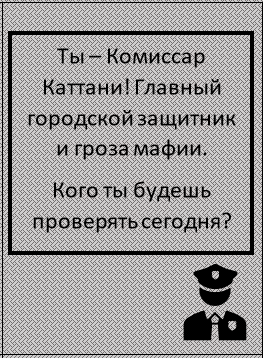 Ты – Комиссар
Каттани! Главный
городской защитник
и гроза мафии.
Кого ты будешь
проверять сегодня?